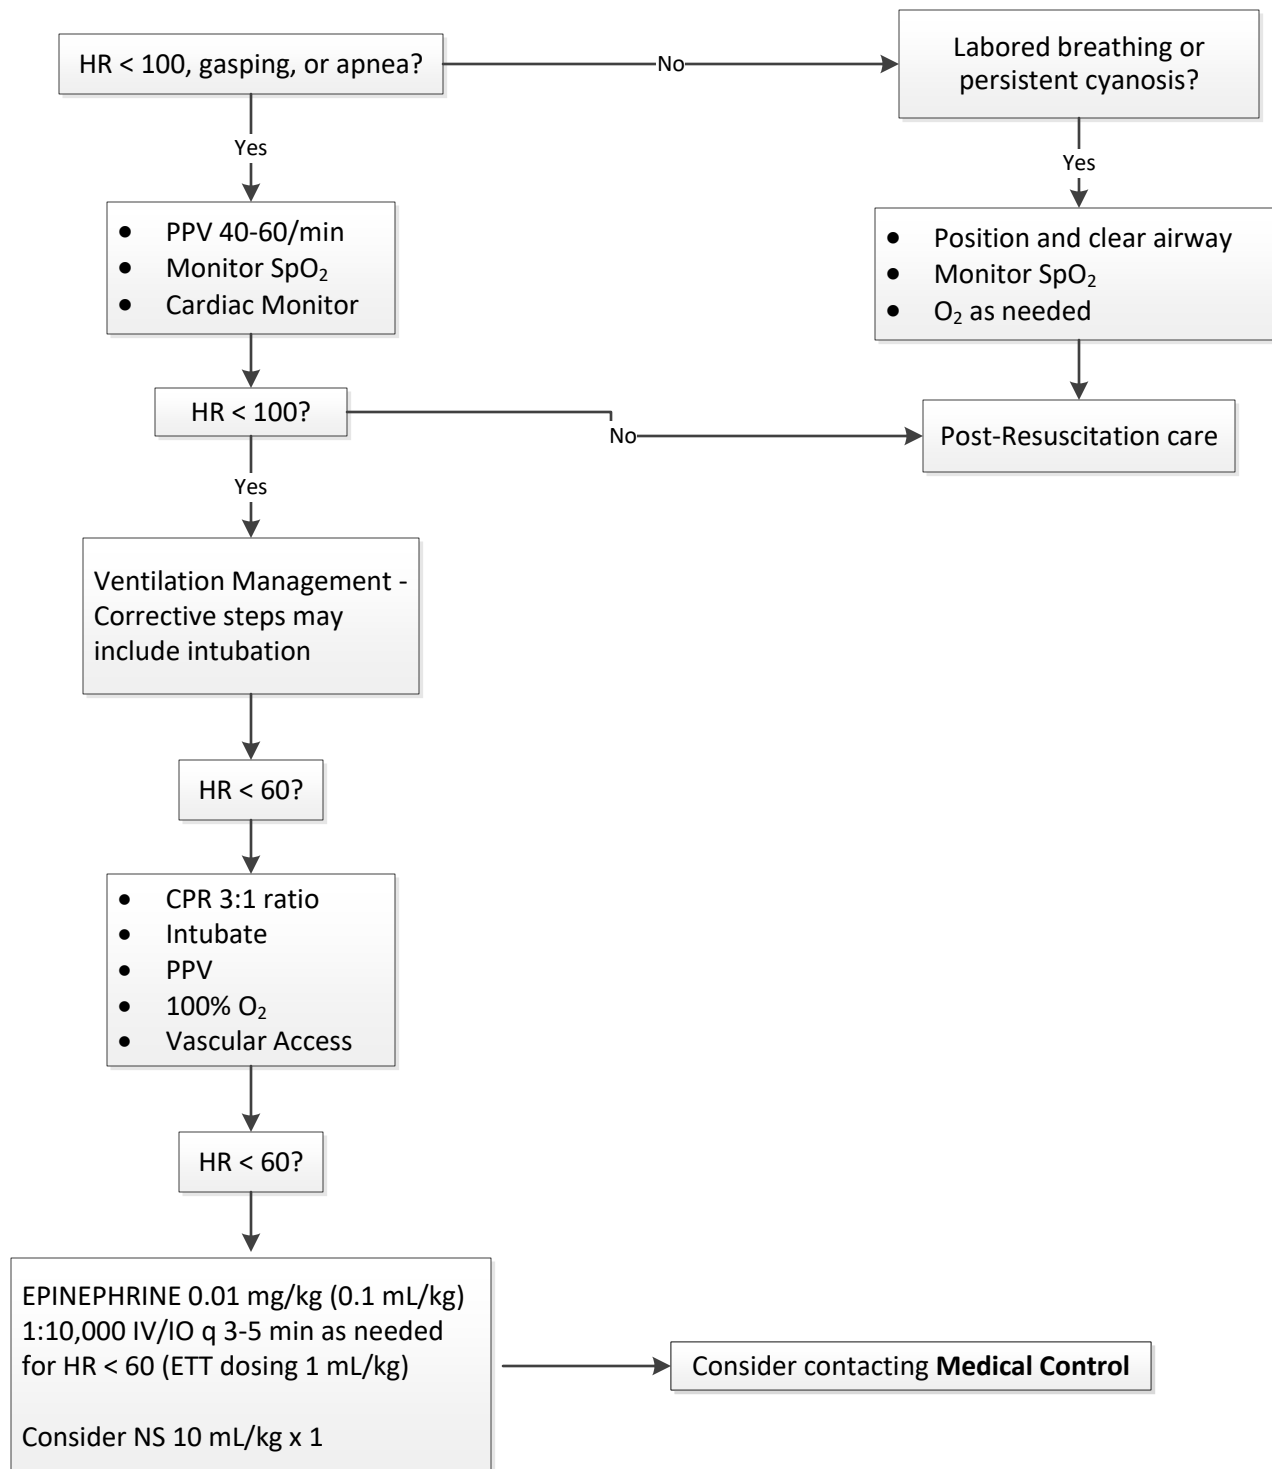 HR < 100, gasping, or apnea?
No
Labored breathing or
persistent cyanosis?
Yes
Yes
• PPV 40-60/min
• Monitor SpO₂
• Cardiac Monitor
• Position and clear airway
• Monitor SpO₂
• O₂ as needed
HR < 100?
No
Post-Resuscitation care
Yes
Ventilation Management -
Corrective steps may
include intubation
HR < 60?
• CPR 3:1 ratio
• Intubate
• PPV
• 100% O₂
• Vascular Access
HR < 60?
EPINEPHRINE 0.01 mg/kg (0.1 mL/kg)
1:10,000 IV/IO q 3-5 min as needed
for HR < 60 (ETT dosing 1 mL/kg)
Consider NS 10 mL/kg x 1
Consider contacting Medical Control